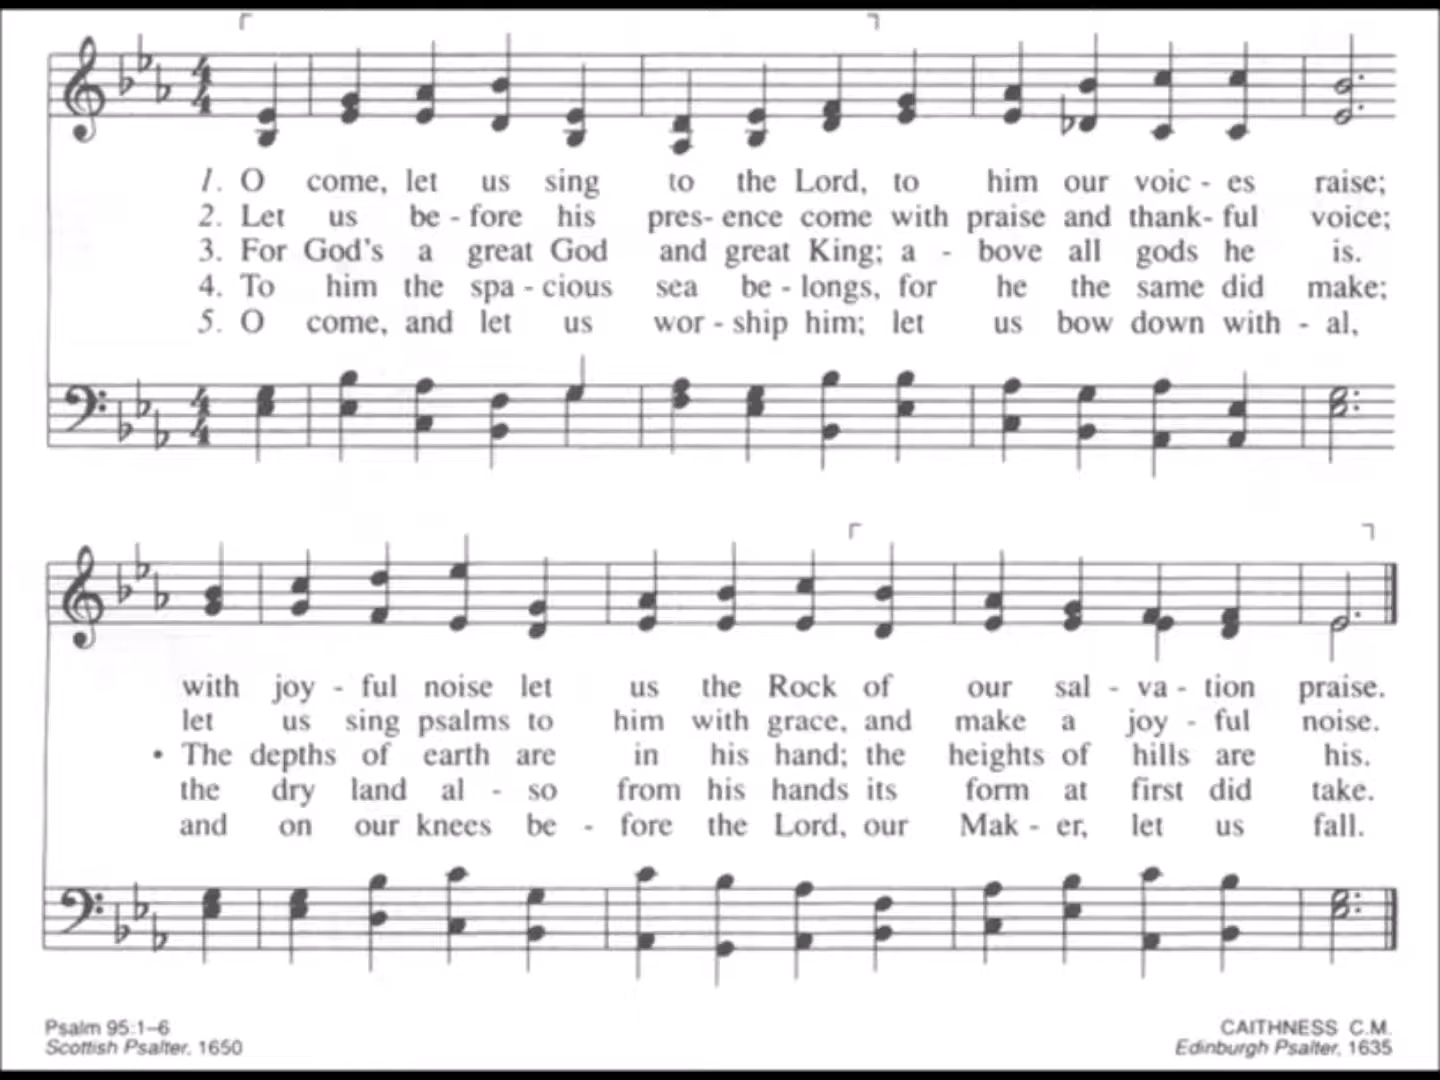 1. O come, let us sing to the Lord, to him our voic - es raise;
2. Let us be - fore his pres- ence come with praise and thank- ful voice;
3. For God's a great God and great King; a - bove all gods he is.
4. To him the spa - cious sea be - longs, for he the same did make;
5. O come, and let us wor - ship him; let us bow down with - al,
with joy - ful noise let us the Rock of our sal - va - tion praise.
let us sing psalms to him with grace, and make a joy - ful noise.
• The depths of earth are in his hand; the heights of hills are his.
the dry land al - so from his hands its form at first did take.
and on our knees be - fore the Lord, our Mak - er, let us fall.
Psalm 95:1–6
Scottish Psalter, 1650
CAITHNESS C.M.
Edinburgh Psalter, 1635